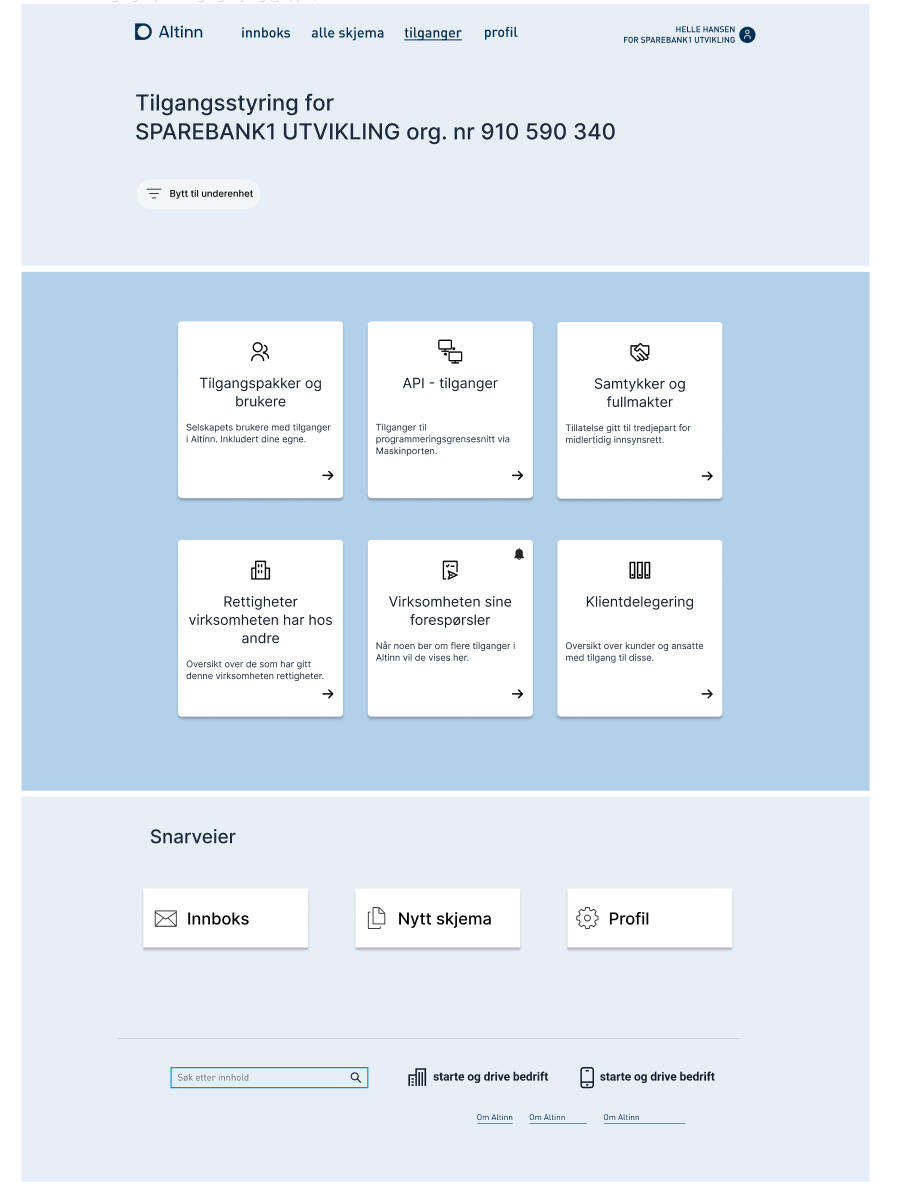 Altinn
innboks
alle skjema
tilganger
profil
HELLE HANSEN
FOR SPAREBANK1 UTVIKLING
Tilgangsstyring for
SPAREBANK1 UTVIKLING org. nr 910 590 340
Bytt til underenhet
Tilgangspakker og
brukere
Selskapets brukere med tilganger
i Altinn. Inkludert dine egne.
API - tilganger
Tilganger til
programmeringsgrensesnitt via
Maskinporten.
Samtykker og
fullmakter
Tillatelse gitt til tredjepart for
midlertidig innsynsrett.
Rettigheter
virksomheten har hos
andre
Oversikt over de som har gitt
denne virksomheten rettigheter.
Virksomheten sine
forespørsler
Når noen ber om flere tilganger i
Altinn vil de vises her.
Klientdelegering
Oversikt over kunder og ansatte
med tilgang til disse.
Snarveier
Innboks
Nytt skjema
Profil
Søk etter innhold
starte og drive bedrift
starte og drive bedrift
Om Altinn
Om Altinn
Om Altinn